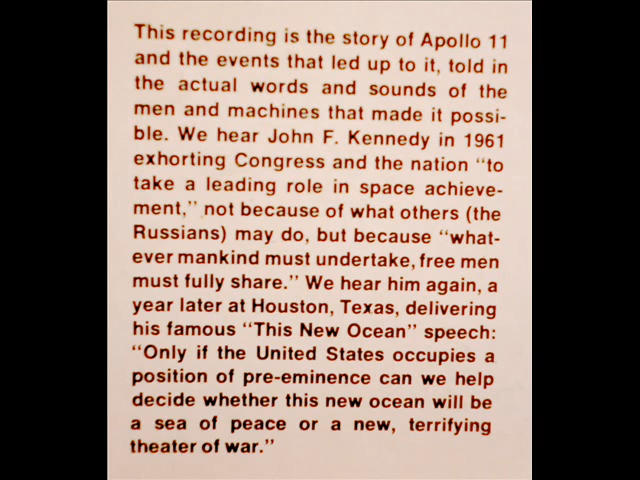 This recording is the story of Apollo 11
and the events that led up to it, told in
the actual words and sounds of the
men and machines that made it possi-
ble. We hear John F. Kennedy in 1961
exhorting Congress and the nation "to
take a leading role in space achieve-
ment," not because of what others (the
Russians) may do, but because "what-
ever mankind must undertake, free men
must fully share." We hear him again, a
year later at Houston, Texas, delivering
his famous "This New Ocean" speech:
"Only if the United States occupies a
position of pre-eminence can we help
decide whether this new ocean will be
a sea of peace or a new, terrifying
theater of war."